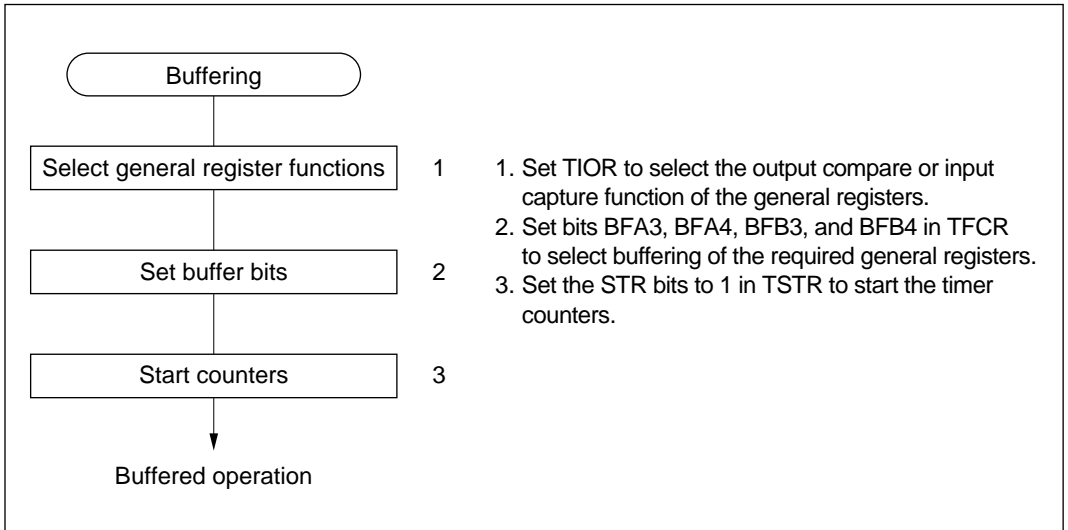 Buffering
Select general register functions
1
Set buffer bits
2
Start counters
3
Buffered operation
1. Set TIOR to select the output compare or input
capture function of the general registers.
2. Set bits BFA3, BFA4, BFB3, and BFB4 in TFCR
to select buffering of the required general registers.
3. Set the STR bits to 1 in TSTR to start the timer
counters.